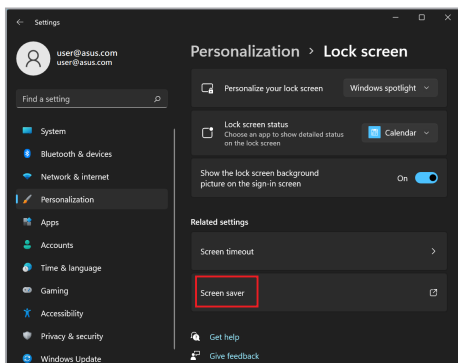 Settings
user@asus.com
user@asus.com
Find a setting
System
Bluetooth & devices
Network & internet
Personalization
Apps
Accounts
Time & language
Gaming
Accessibility
Privacy & security
Windows Update
Personalization > Lock screen
Personalize your lock screen
Windows spotlight
Lock screen status
Choose an app to show detailed status
on the lock screen
Calendar
Show the lock screen background
picture on the sign-in screen
On
Related settings
Screen timeout
Screen saver
Get help
Give feedback